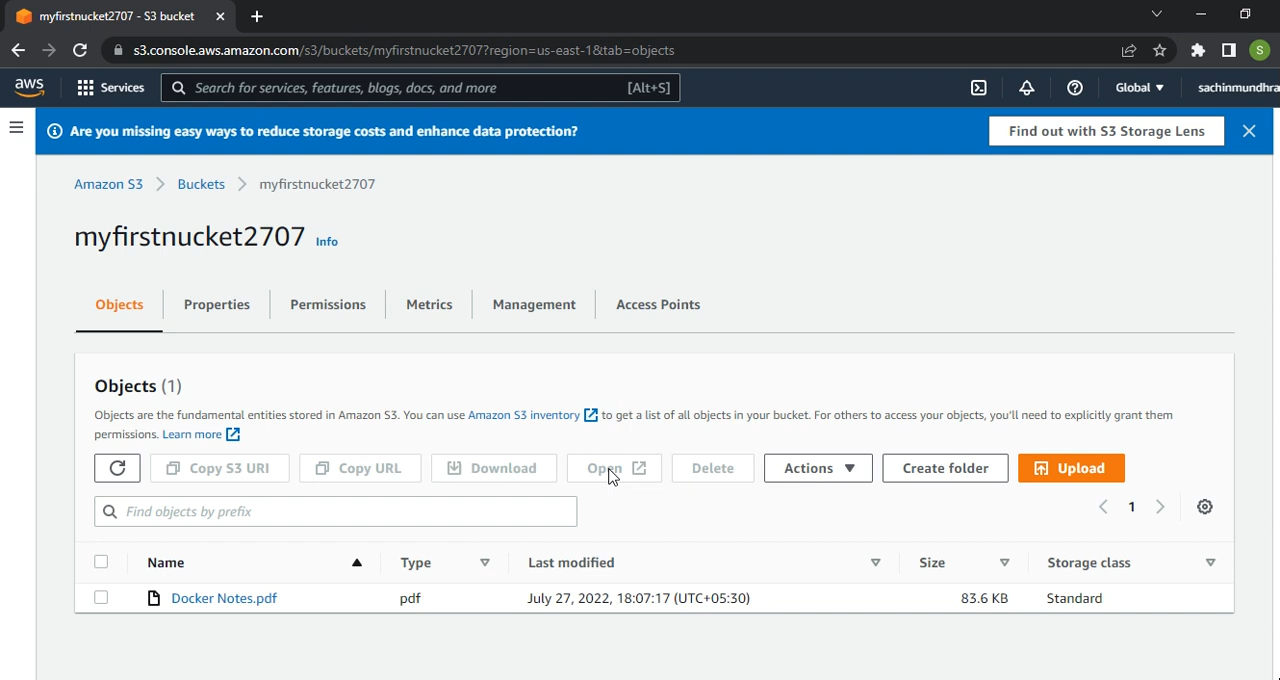 myfirstnucket2707 - S3 bucket
s3.console.aws.amazon.com/s3/buckets/myfirstnucket2707?region=us-east-1&tab=objects
S
aws Services Search for services, features, blogs, docs, and more [Alt+S] Global sachinmundhra
Are you missing easy ways to reduce storage costs and enhance data protection? Find out with S3 Storage Lens
Amazon S3 Buckets myfirstnucket2707
myfirstnucket2707 Info
Objects Properties Permissions Metrics Management Access Points
Objects (1)
Objects are the fundamental entities stored in Amazon S3. You can use Amazon S3 inventory to get a list of all objects in your bucket. For others to access your objects, you'll need to explicitly grant them
permissions. Learn more
Copy S3 URI Copy URL Download Open Delete Actions Create folder Upload
Find objects by prefix 1
Name Type Last modified Size Storage class
Docker Notes.pdf pdf July 27, 2022, 18:07:17 (UTC+05:30) 83.6 KB Standard